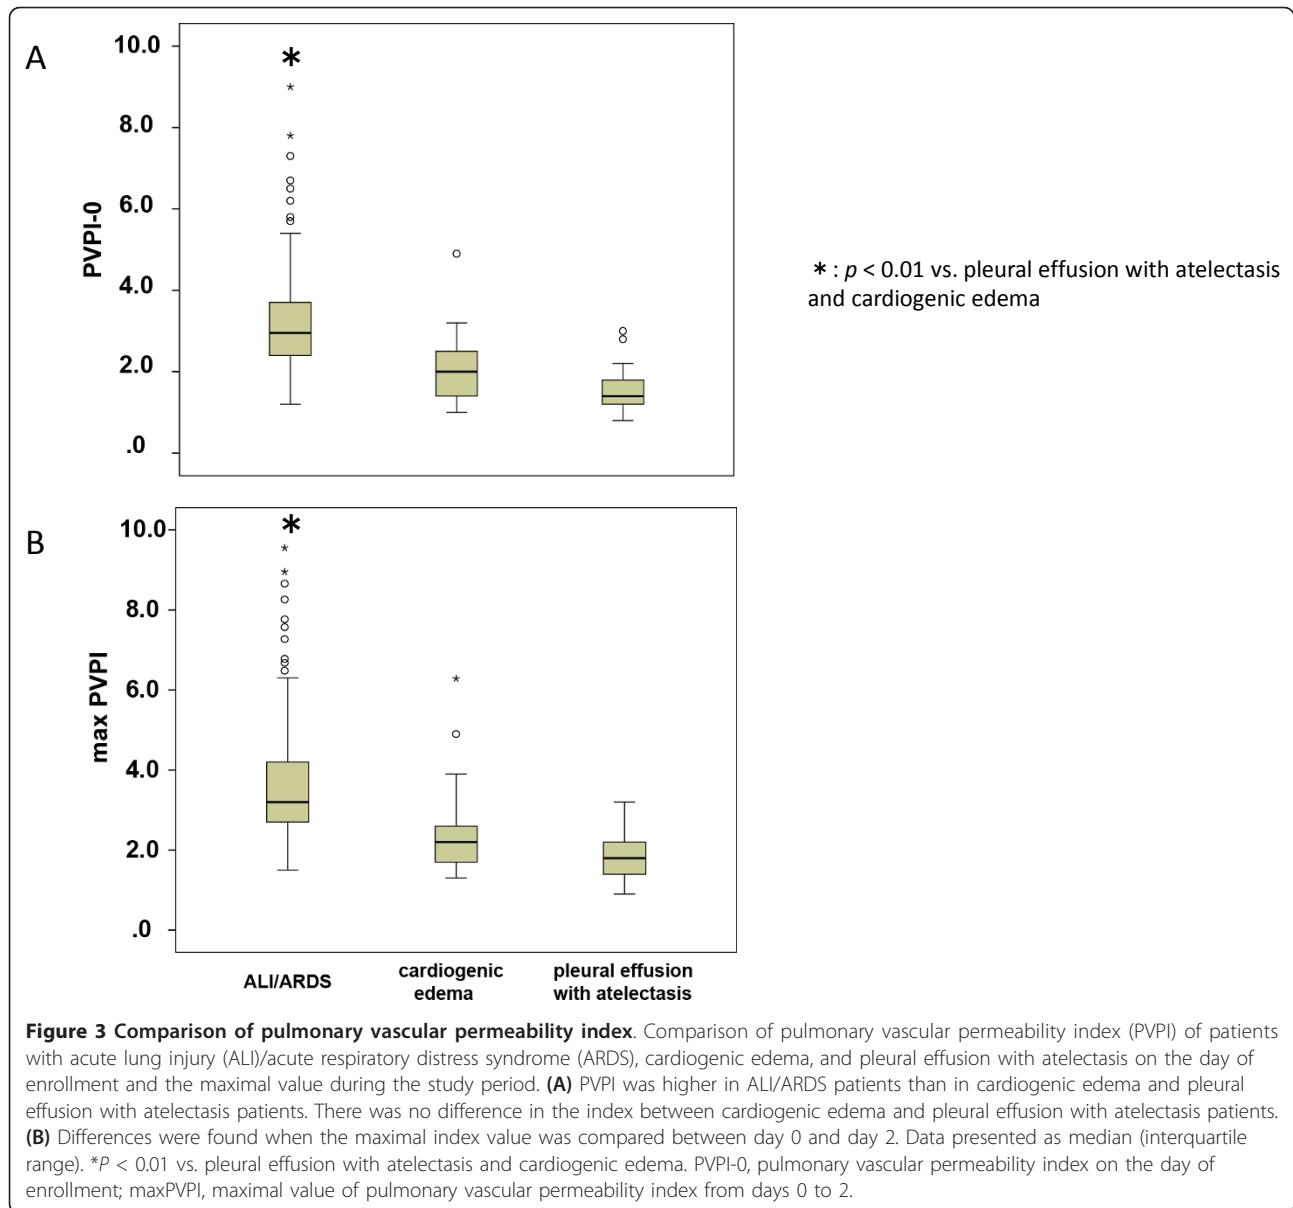 A
10.0
*
8.0
6.0
4.0
2.0
.0
PVPI-0
* : p < 0.01 vs. pleural effusion with atelectasis
and cardiogenic edema
B
10.0
*
8.0
6.0
4.0
2.0
.0
max PVPI
ALI/ARDS
cardiogenic
edema
pleural effusion
with atelectasis
Figure 3 Comparison of pulmonary vascular permeability index. Comparison of pulmonary vascular permeability index (PVPI) of patients
with acute lung injury (ALI)/acute respiratory distress syndrome (ARDS), cardiogenic edema, and pleural effusion with atelectasis on the day of
enrollment and the maximal value during the study period. (A) PVPI was higher in ALI/ARDS patients than in cardiogenic edema and pleural
effusion with atelectasis patients. There was no difference in the index between cardiogenic edema and pleural effusion with atelectasis patients.
(B) Differences were found when the maximal index value was compared between day 0 and day 2. Data presented as median (interquartile
range). *P < 0.01 vs. pleural effusion with atelectasis and cardiogenic edema. PVPI-0, pulmonary vascular permeability index on the day of
enrollment; maxPVPI, maximal value of pulmonary vascular permeability index from days 0 to 2.